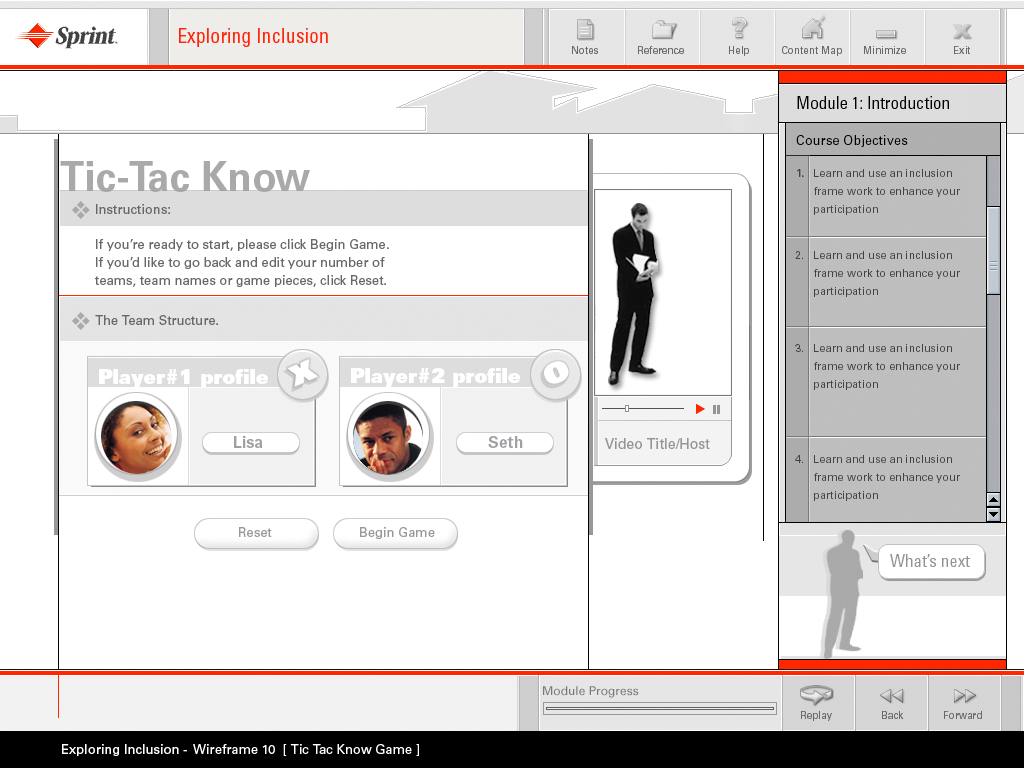 Sprint.
Exploring Inclusion
Notes
Reference
Help
Content Map
Minimize
Exit
Module 1: Introduction
Course Objectives
1. Learn and use an inclusion
frame work to enhance your
participation
2. Learn and use an inclusion
frame work to enhance your
participation
3. Learn and use an inclusion
frame work to enhance your
participation
4. Learn and use an inclusion
frame work to enhance your
participation
Tic-Tac Know
Instructions:
If you're ready to start, please click Begin Game.
If you'd like to go back and edit your number of
teams, team names or game pieces, click Reset.
The Team Structure.
Player#1 profile
X
Lisa
Player#2 profile
O
Seth
Reset
Begin Game
Video Title/Host
What's next
Module Progress
Replay
Back
Forward
Exploring Inclusion - Wireframe 10 [ Tic Tac Know Game ]